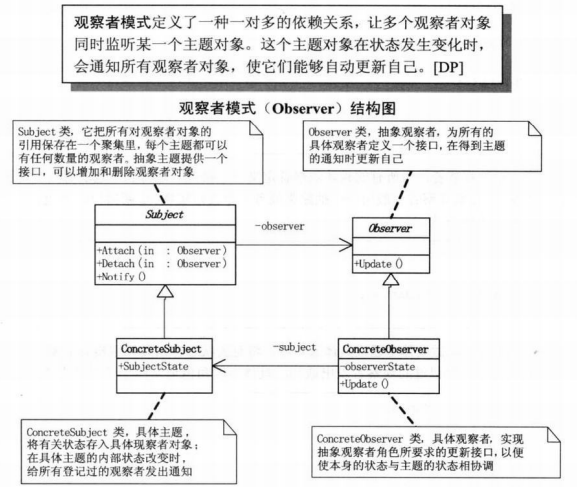 观察者模式定义了一种一对多的依赖关系，让多个观察者对象
同时监听某一个主题对象。这个主题对象在状态发生变化时，
会通知所有观察者对象，使它们能够自动更新自己。[DP]
观察者模式（Observer）结构图
Subject 类，它把所有对观察者对象的
引用保存在一个聚集里，每个主题都可以
有任何数量的观察者。抽象主题提供一个
接口，可以增加和删除观察者对象
Observer 类，抽象观察者，为所有的
具体观察者定义一个接口，在得到主题
的通知时更新自己
Subject
+Attach(in : Observer)
+Detach(in : Observer)
+Notify()
-observer
Observer
+Update()
ConcreteSubject
+SubjectState
-subject
ConcreteObserver
-observerState
+Update()
ConcreteSubject 类，具体主题，
将有关状态存入具体现察者对象；
在具体主题的内部状态改变时，
给所有登记过的观察者发出通知
ConcreteObserver 类，具体观察者，实现
抽象观察者角色所要求的更新接口，以便
使本身的状态与主题的状态相协调